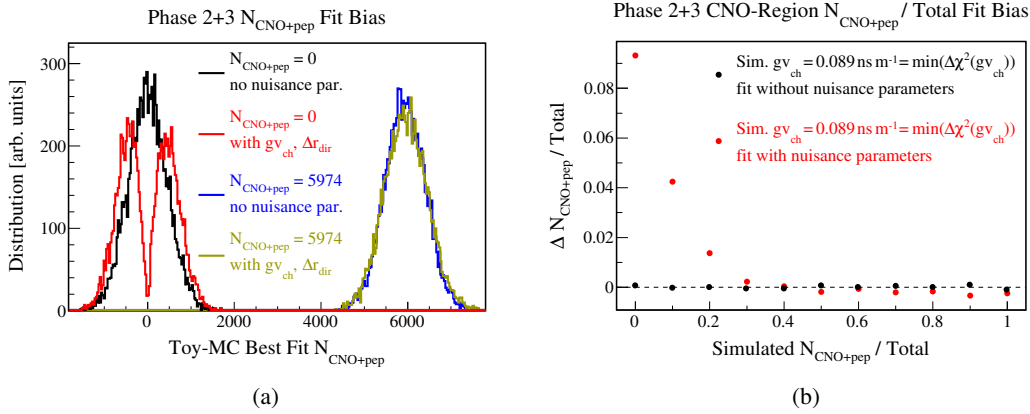 Phase 2+3 N_CNO+pep Fit Bias
300
200
100
0
Distribution [arb. units]
N_CNO+pep = 0
no nuisance par.
N_CNO+pep = 0
with gv_ch, Δr_dir
N_CNO+pep = 5974
no nuisance par.
N_CNO+pep = 5974
with gv_ch, Δr_dir
0 2000 4000 6000
Toy-MC Best Fit N_CNO+pep
(a)
Phase 2+3 CNO-Region N_CNO+pep / Total Fit Bias
0.08
0.06
0.04
0.02
0
Δ N_CNO+pep / Total
Sim. gv_ch = 0.089 ns m⁻¹ = min(Δχ²(gv_ch))
fit without nuisance parameters
Sim. gv_ch = 0.089 ns m⁻¹ = min(Δχ²(gv_ch))
fit with nuisance parameters
0 0.2 0.4 0.6 0.8 1
Simulated N_CNO+pep / Total
(b)